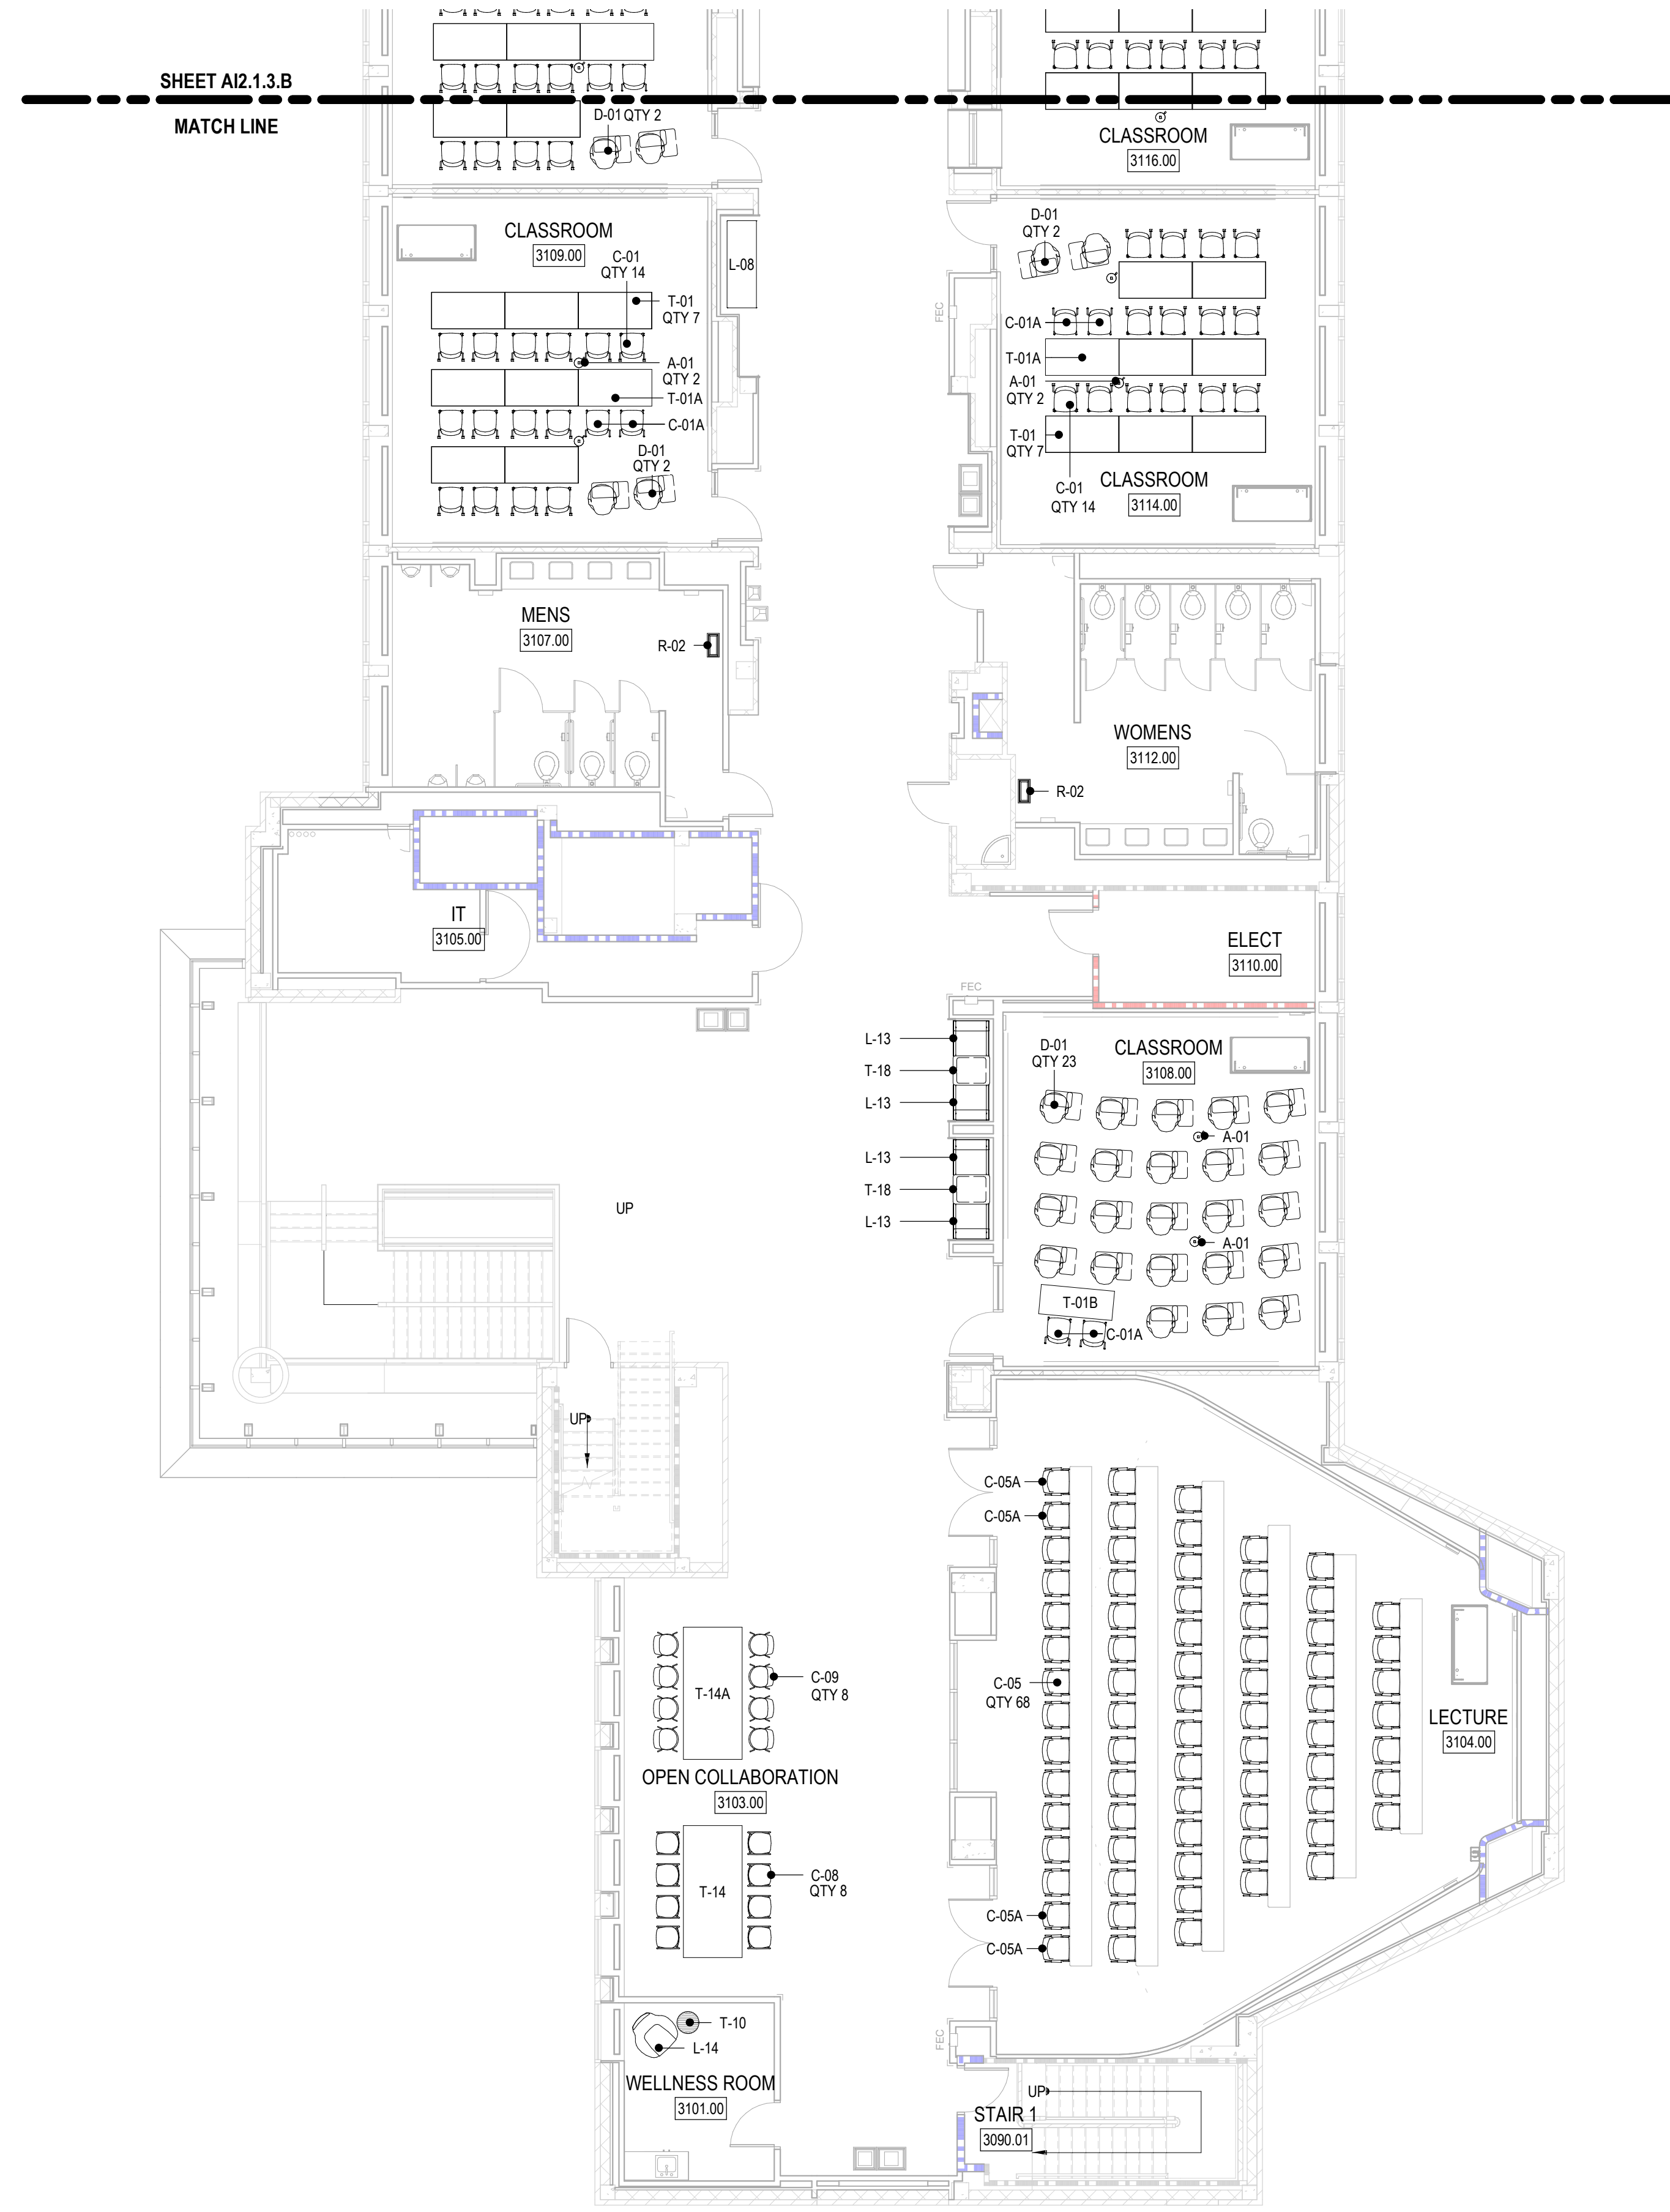 SHEET AI2.1.3.B
MATCH LINE
D-01 QTY 2
CLASSROOM
3116.00
CLASSROOM
3109.00
C-01
QTY 14
L-08
T-01
QTY 7
A-01
QTY 2
T-01A
C-01A
D-01
QTY 2
D-01
QTY 2
FEC
C-01A
T-01A
A-01
QTY 2
T-01
QTY 7
C-01
QTY 14
CLASSROOM
3114.00
MENS
3107.00
R-02
WOMENS
3112.00
R-02
IT
3105.00
ELECT
3110.00
FEC
L-13
T-18
L-13
L-13
T-18
L-13
D-01
QTY 23
CLASSROOM
3108.00
A-01
A-01
T-01B
C-01A
UP
UP
C-05A
C-05A
C-05
QTY 68
C-05A
C-05A
LECTURE
3104.00
T-14A
C-09
QTY 8
OPEN COLLABORATION
3103.00
T-14
C-08
QTY 8
T-10
L-14
WELLNESS ROOM
3101.00
FEC
UP
STAIR 1
3090.01